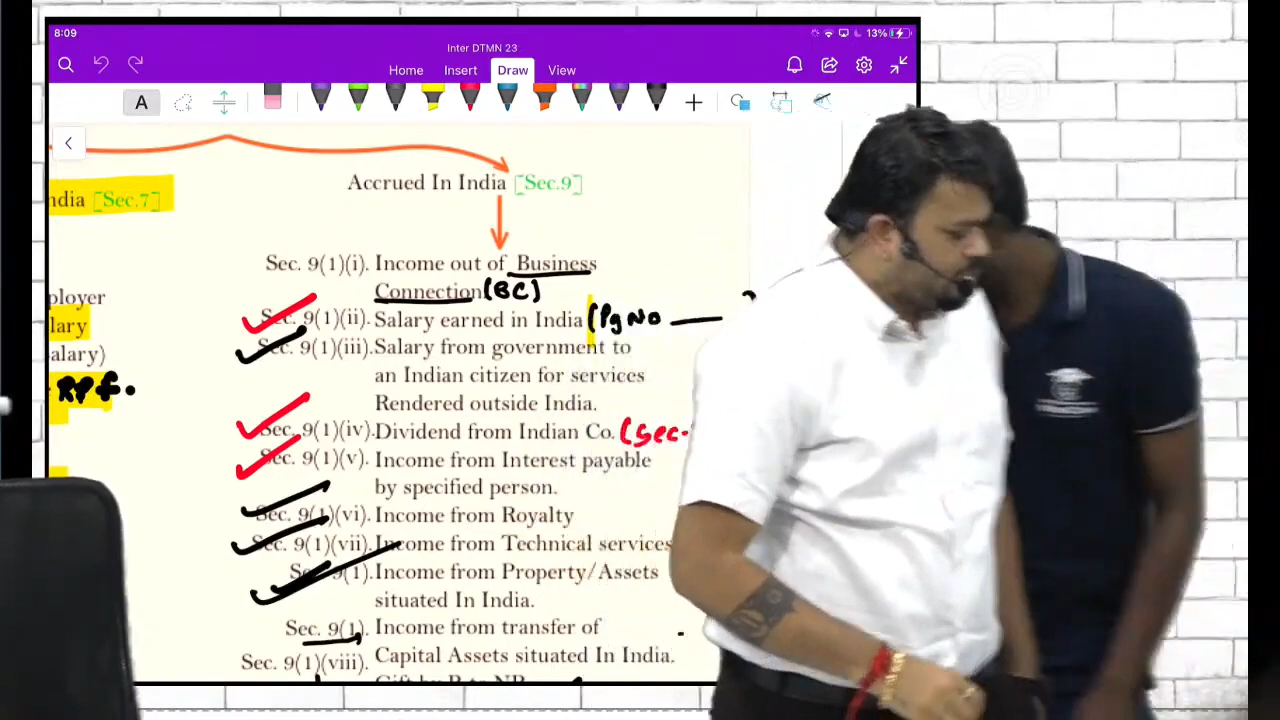 8:09
13%
Inter DTMN 23
Home Insert Draw View
A
Accrued In India [Sec.9]
ndia [Sec.7]
Sec. 9(1)(i). Income out of Business
Connection (BC)
ployer
Sec. 9(1)(ii). Salary earned in India (Pg No
lary
Sec. 9(1)(iii). Salary from government to
alary)
an Indian citizen for services
RPf.
Rendered outside India.
Sec. 9(1)(iv). Dividend from Indian Co. (Sec.
Sec. 9(1)(v). Income from Interest payable
by specified person.
Sec. 9(1)(vi). Income from Royalty
Sec. 9(1)(vii). Income from Technical services
Sec. 9(1). Income from Property/Assets
situated In India.
Sec. 9(1). Income from transfer of
Sec. 9(1)(viii). Capital Assets situated In India.